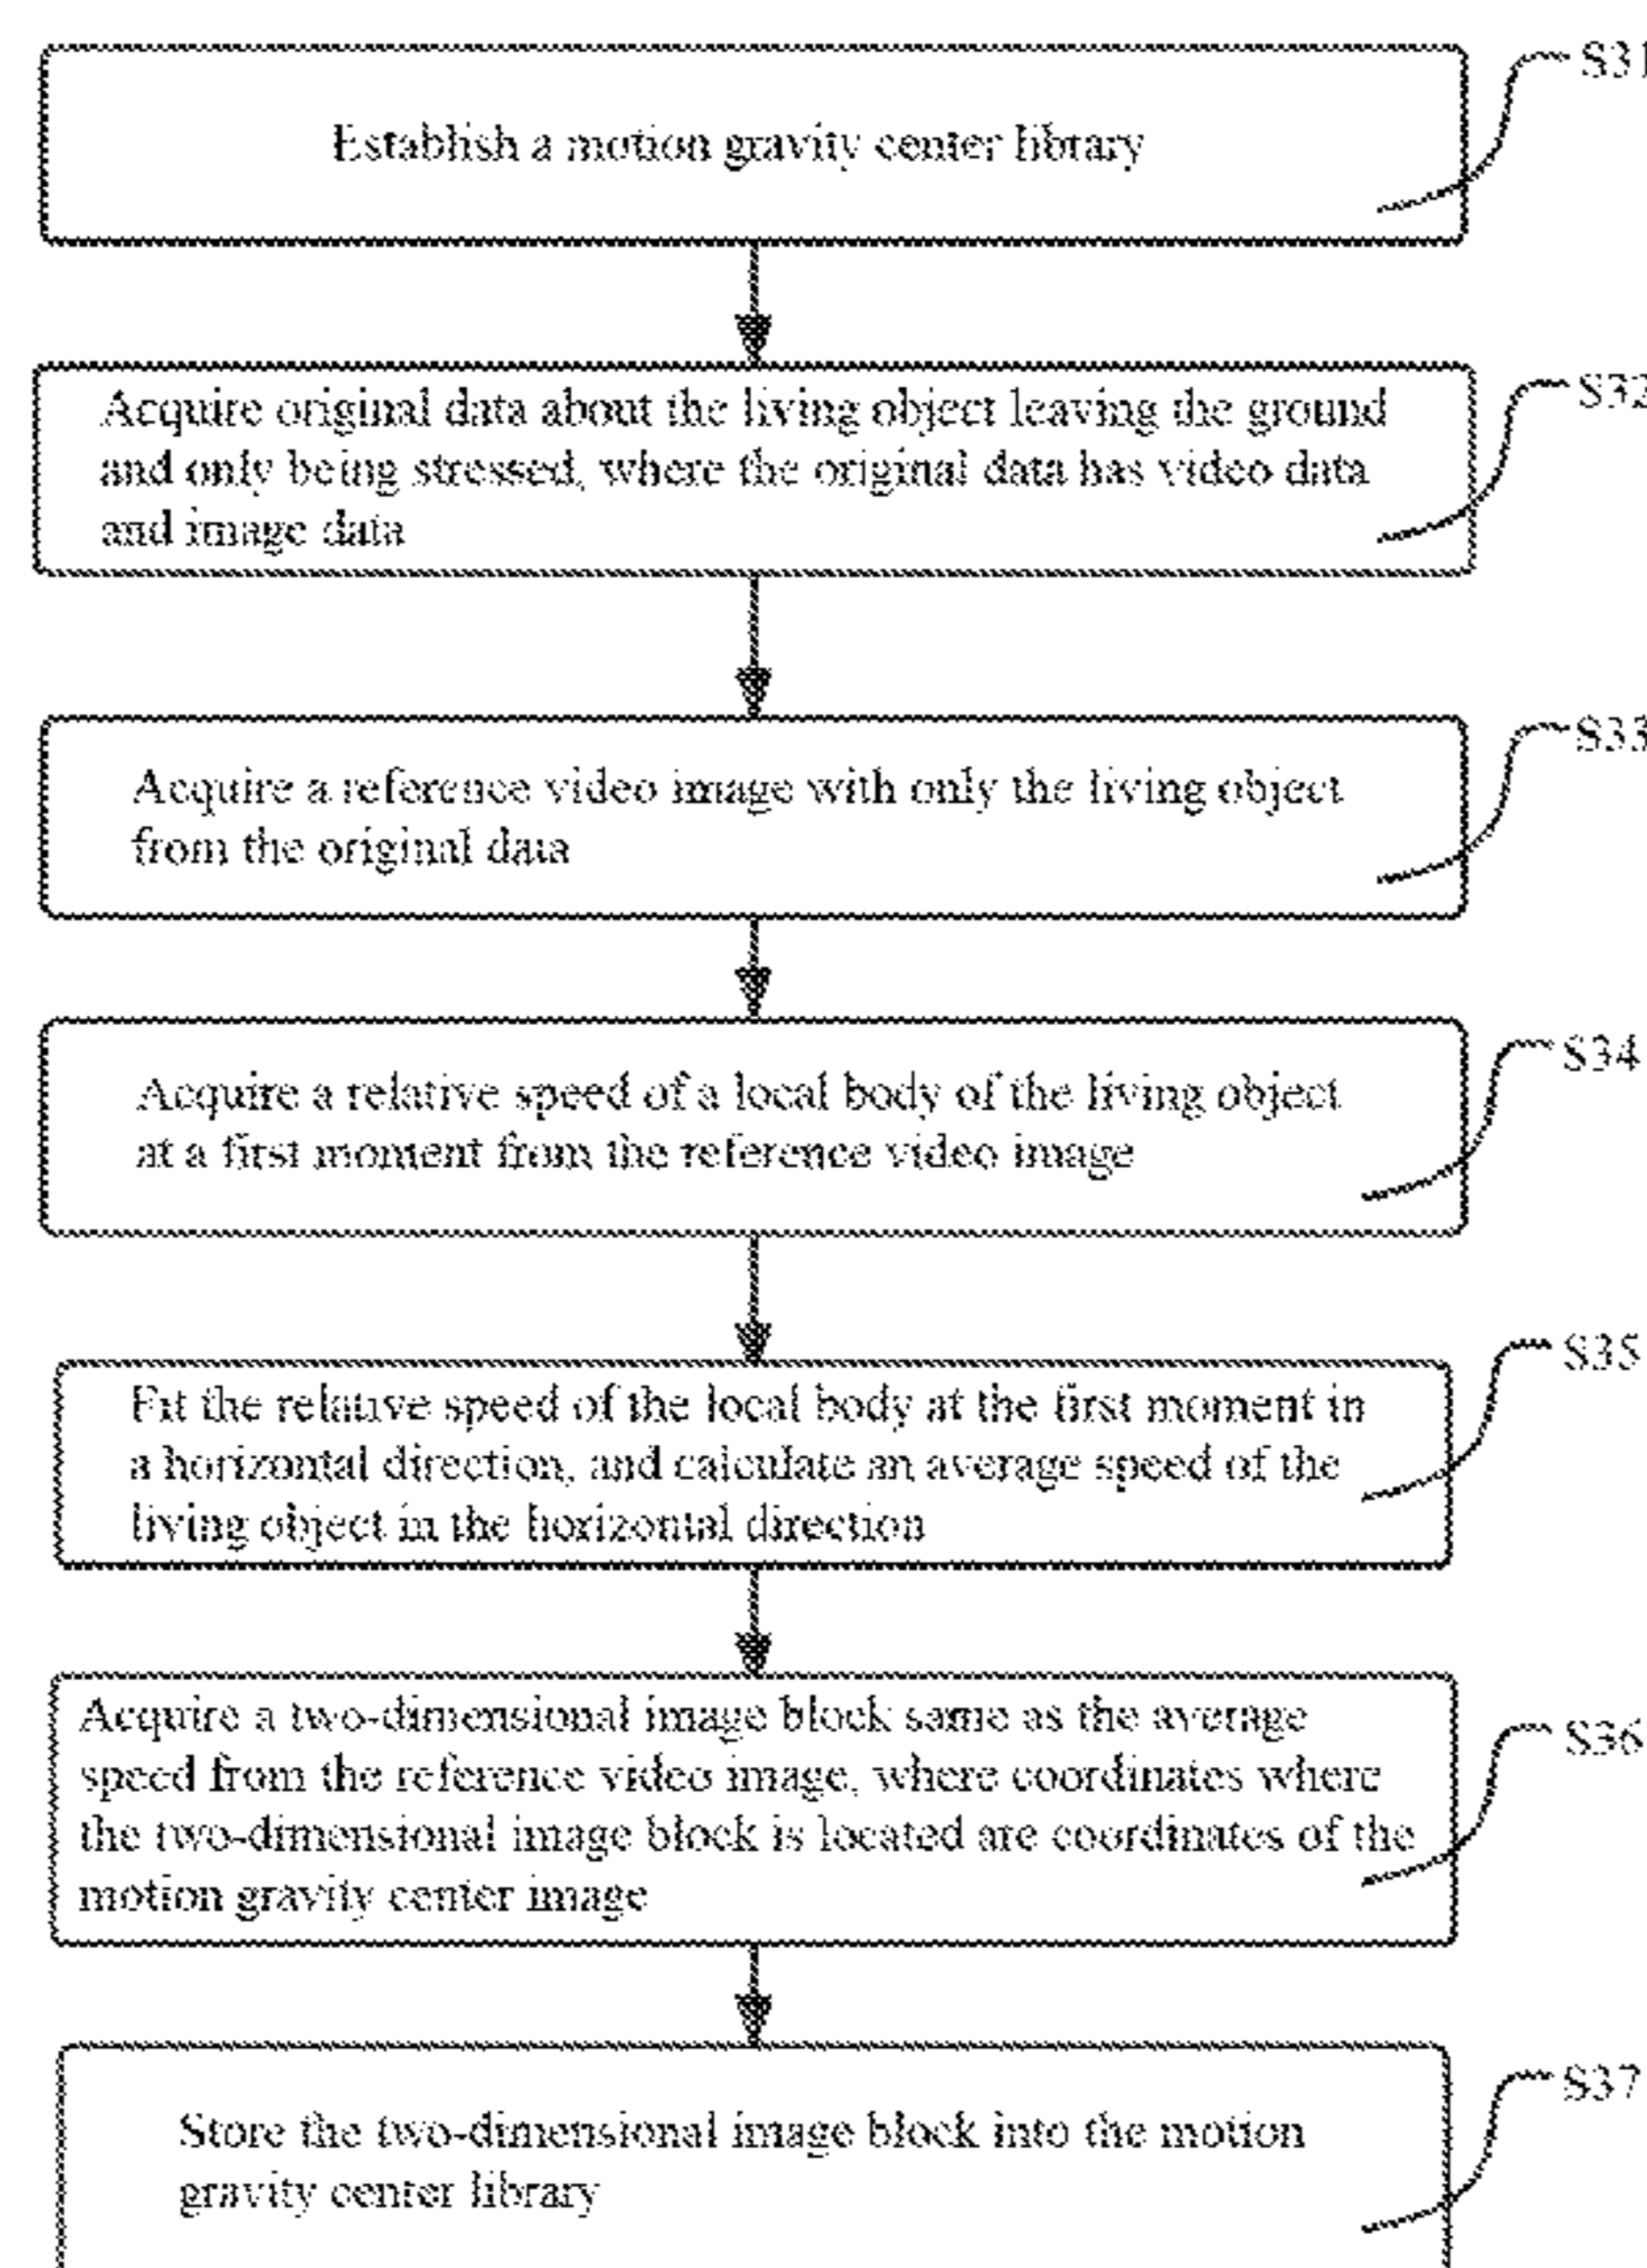 S31
Establish a motion gravity center library
S32
Acquire original data about the living object leaving the ground
and only being stressed, where the original data has video data
and image data
S33
Acquire a reference video image with only the living object
from the original data
S34
Acquire a relative speed of a local body of the living object
at a first moment from the reference video image
S35
Fit the relative speed of the local body at the first moment in
a horizontal direction, and calculate an average speed of the
living object in the horizontal direction
S36
Acquire a two-dimensional image block same as the average
speed from the reference video image, where coordinates where
the two-dimensional image block is located are coordinates of the
motion gravity center image
S37
Store the two-dimensional image block into the motion
gravity center library